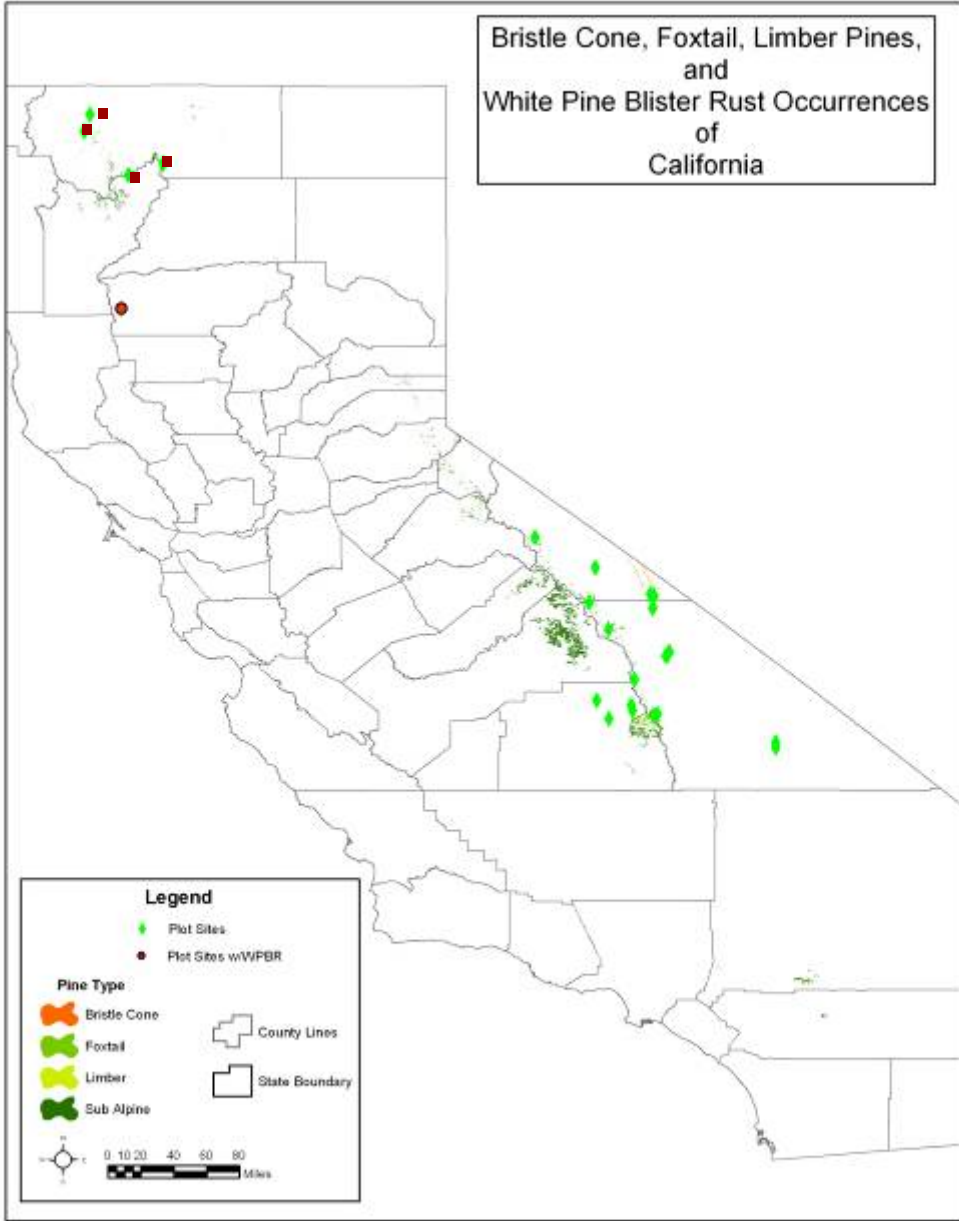 Bristle Cone, Foxtail, Limber Pines,
and
White Pine Blister Rust Occurrences
of
California
Legend
Plot Sites
Plot Sites w/WPBR
Pine Type
Bristle Cone
Foxtail
Limber
Sub Alpine
County Lines
State Boundary
N
W E
S
0 10 20 40 60 80
Miles